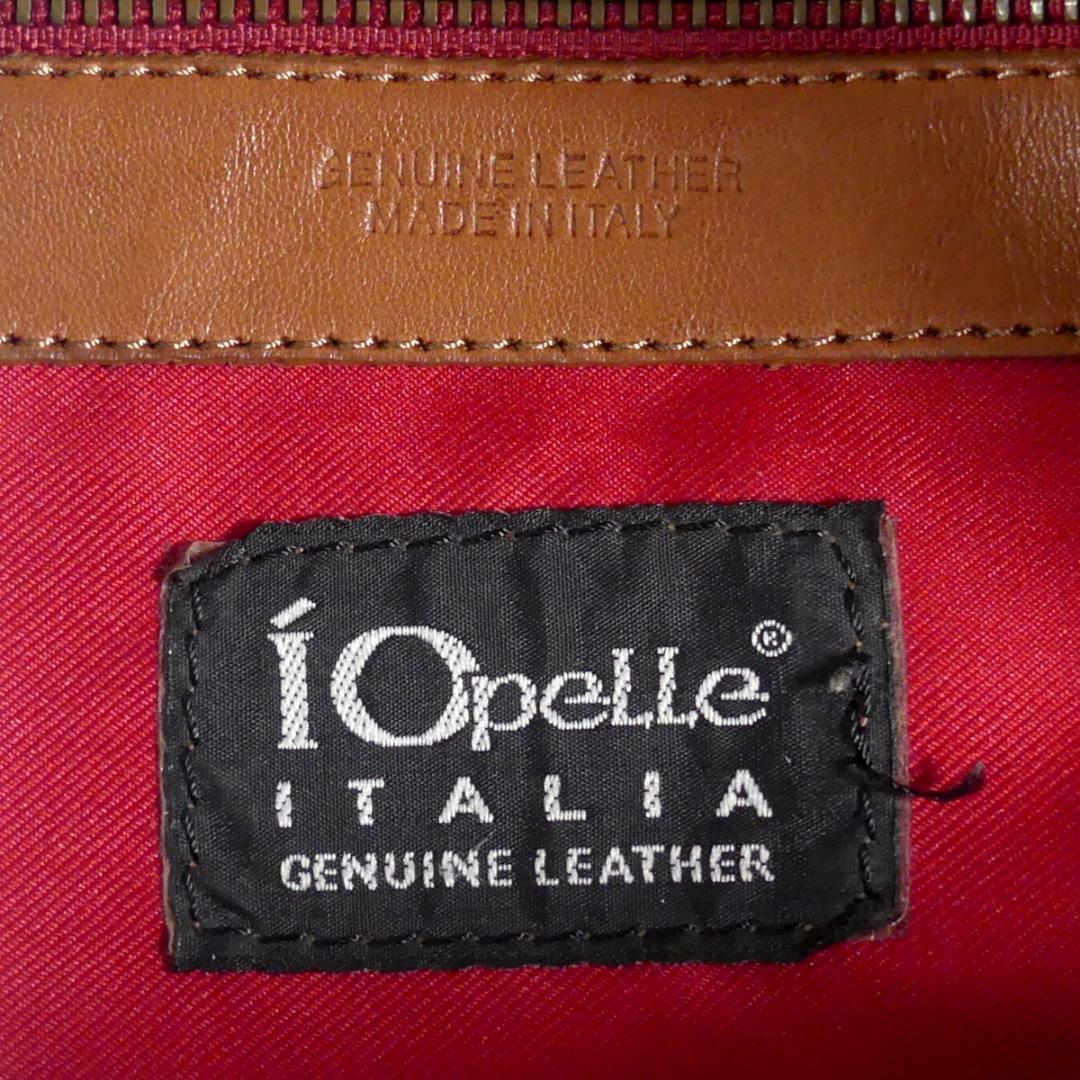 GENUINE LEATHER
MADE IN ITALY
íOpelle®
ITALIA
GENUINE LEATHER